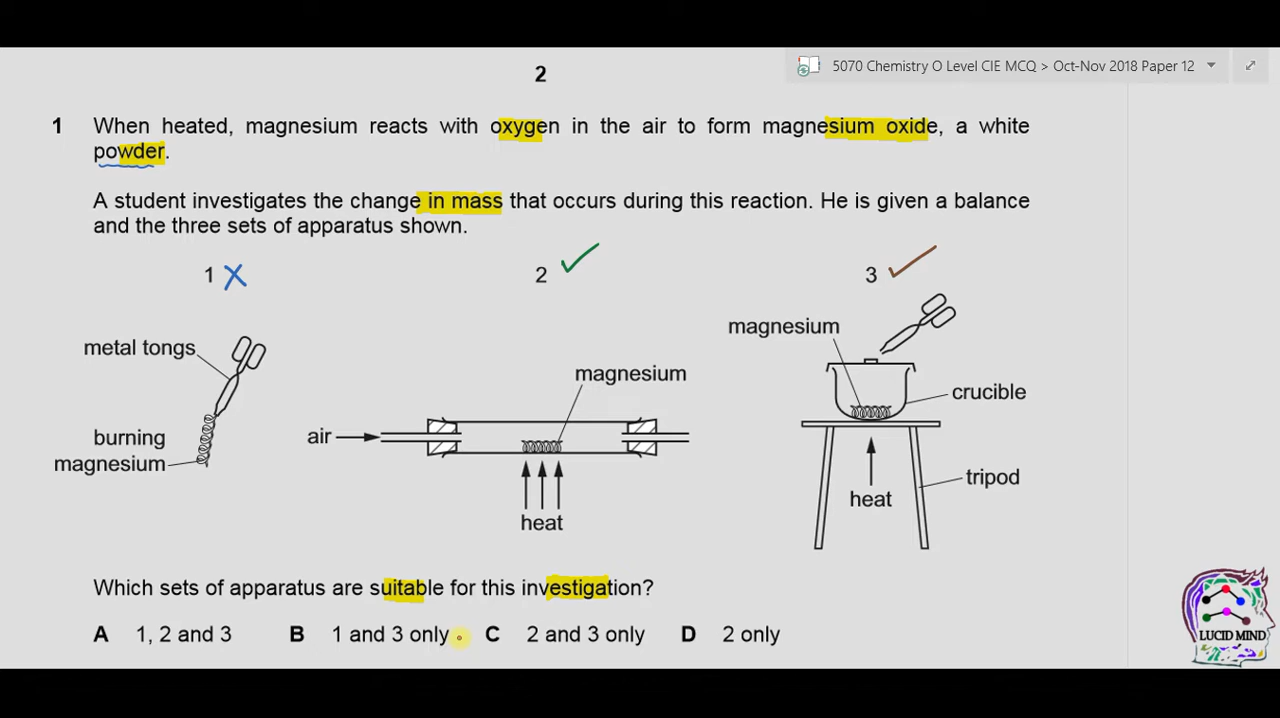 5070 Chemistry O Level CIE MCQ > Oct-Nov 2018 Paper 12
2
1 When heated, magnesium reacts with oxygen in the air to form magnesium oxide, a white
powder.
A student investigates the change in mass that occurs during this reaction. He is given a balance
and the three sets of apparatus shown.
1 2 3
metal tongs
burning
magnesium
air
magnesium
heat
magnesium
crucible
tripod
heat
Which sets of apparatus are suitable for this investigation?
A 1, 2 and 3 B 1 and 3 only C 2 and 3 only D 2 only
LUCID MIND